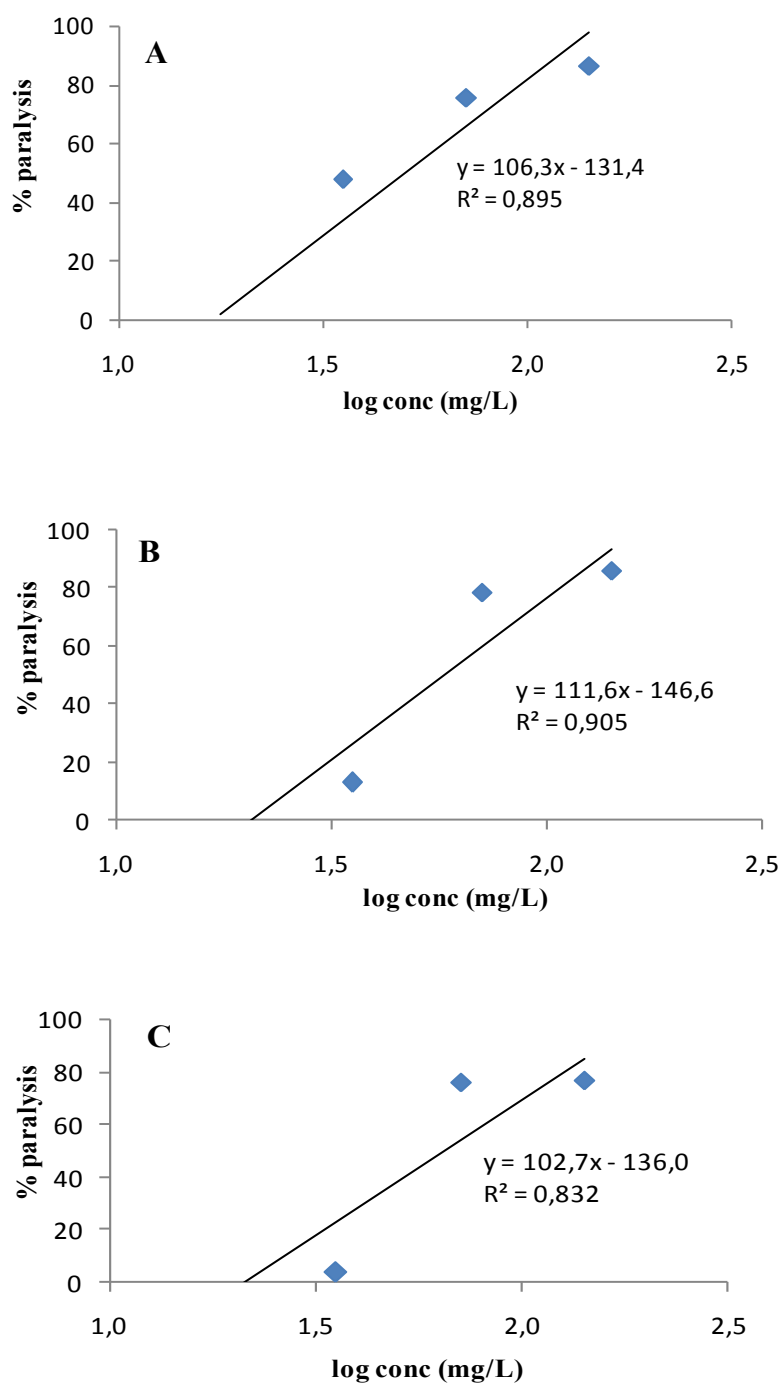 A
% paralysis
100
80
60
40
20
0
y = 106,3x - 131,4
R² = 0,895
1,0
1,5
2,0
2,5
log conc (mg/L)
B
% paralysis
100
80
60
40
20
0
y = 111,6x - 146,6
R² = 0,905
1,0
1,5
2,0
2,5
log conc (mg/L)
C
% paralysis
100
80
60
40
20
0
y = 102,7x - 136,0
R² = 0,832
1,0
1,5
2,0
2,5
log conc (mg/L)